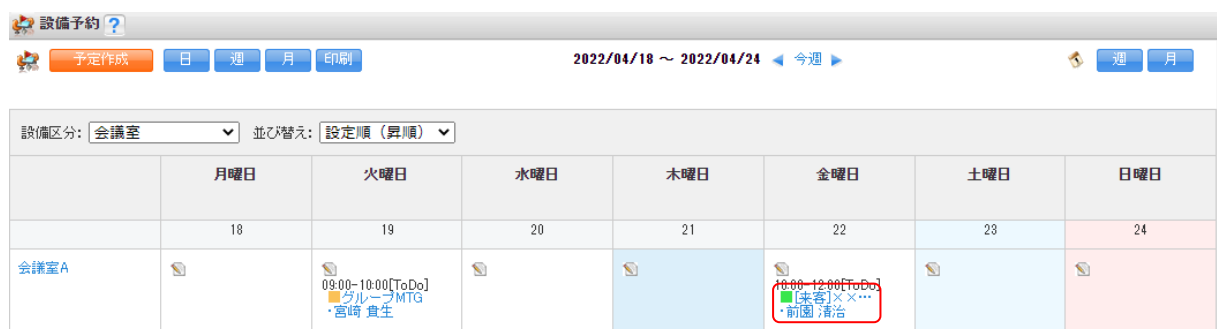 設備予約 ?
予定作成 日 週 月 印刷 2022/04/18 ～ 2022/04/24 今週 週 月
設備区分: 会議室 並び替え: 設定順（昇順）
月曜日 火曜日 水曜日 木曜日 金曜日 土曜日 日曜日
18 19 20 21 22 23 24
会議室A
09:00-10:00[ToDo]
グループMTG
・宮崎 貴生
10:00-12:00[ToDo]
[来客]××…
・前園 清治